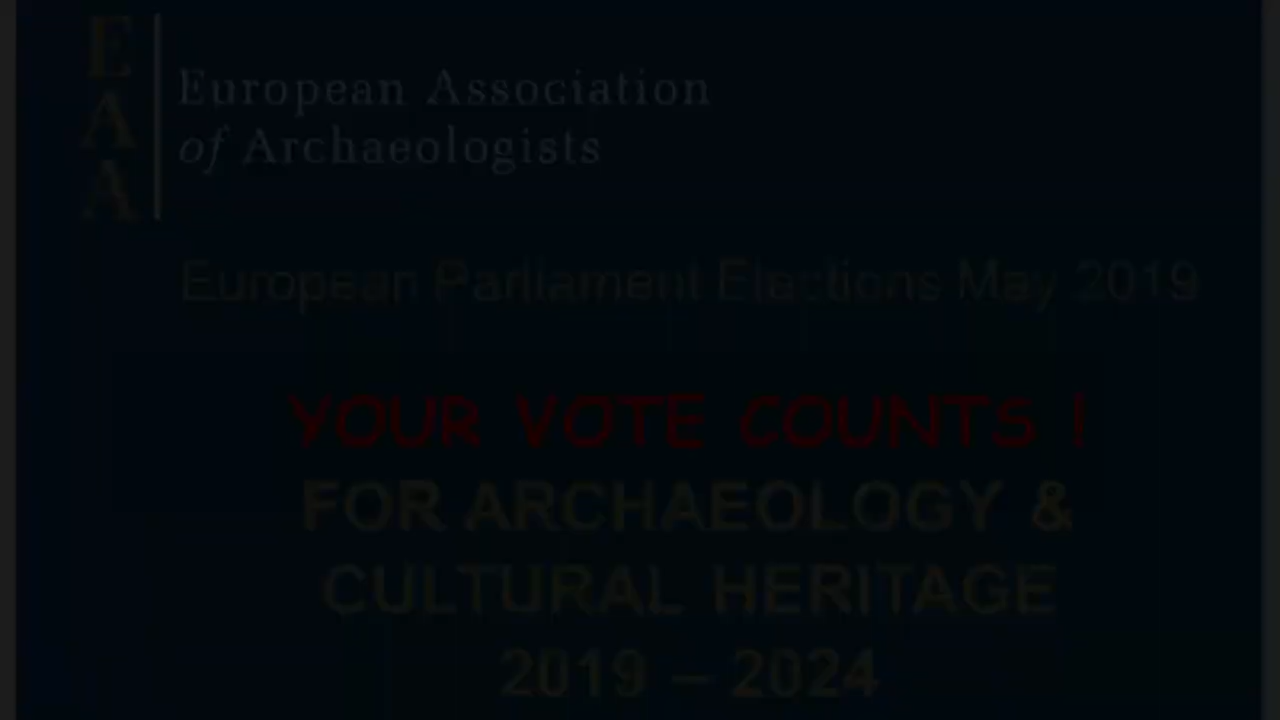 EAA
European Association
of Archaeologists
European Parliament Elections May 2019
YOUR VOTE COUNTS !
FOR ARCHAEOLOGY &
CULTURAL HERITAGE
2019 – 2024